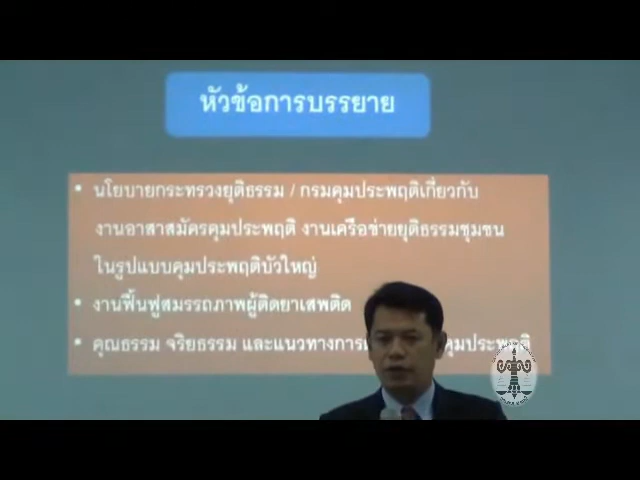 หัวข้อการบรรยาย
• นโยบายกระทรวงยุติธรรม / กรมคุมประพฤติเกี่ยวกับ
งานอาสาสมัครคุมประพฤติ งานเครือข่ายยุติธรรมชุมชน
ในรูปแบบคุมประพฤติบัวใหญ่
• งานฟื้นฟูสมรรถภาพผู้ติดยาเสพติด
• คุณธรรม จริยธรรม และแนวทางการ คุมประพฤติ